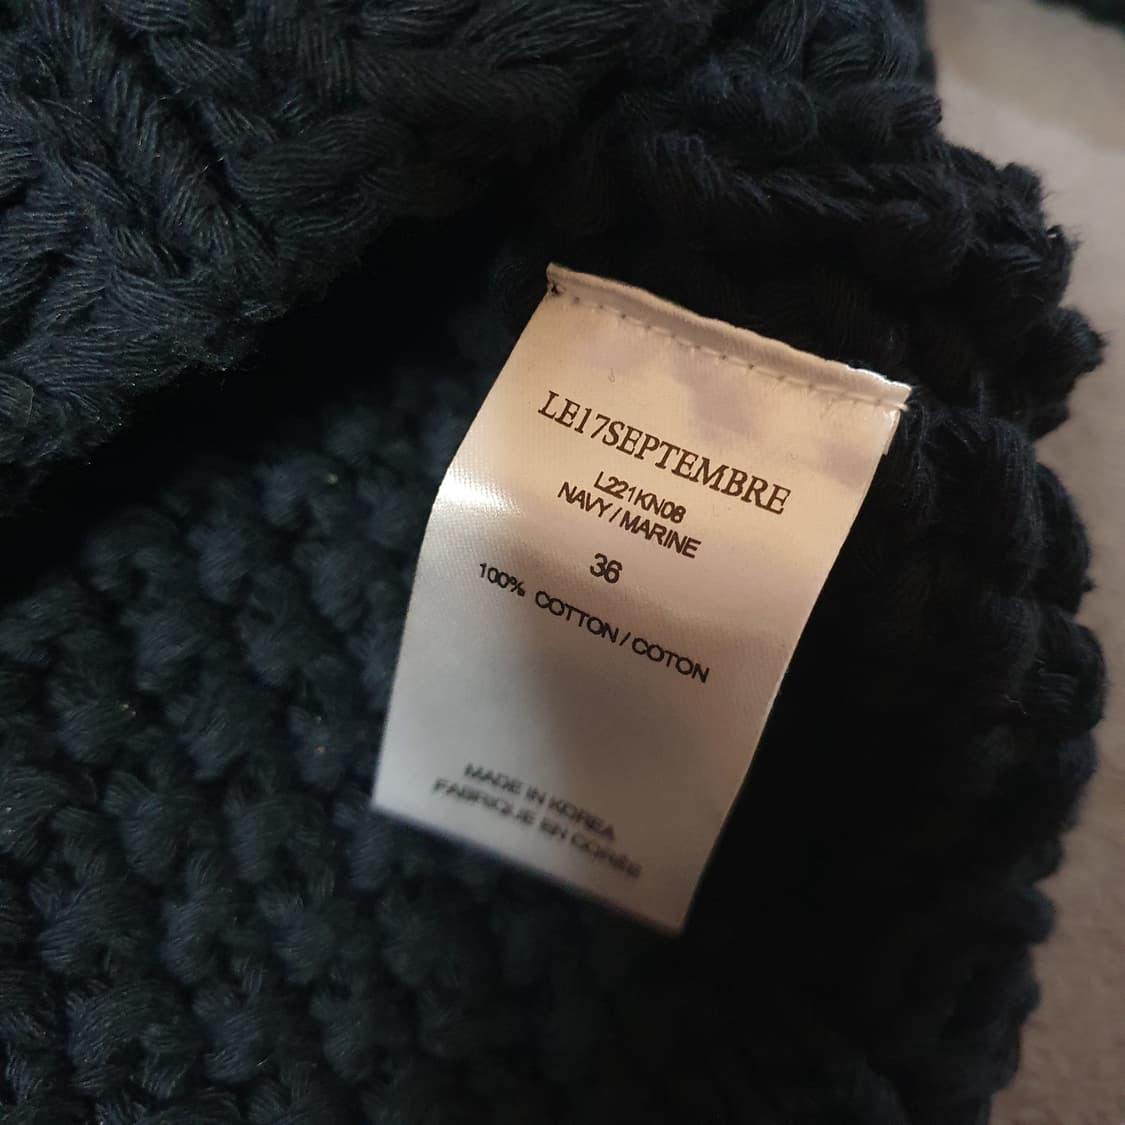 LE17SEPTEMBRE
L221KN08
NAVY / MARINE
36
100% COTTON / COTON
MADE IN KOREA
FABRIQUE EN CORÉE